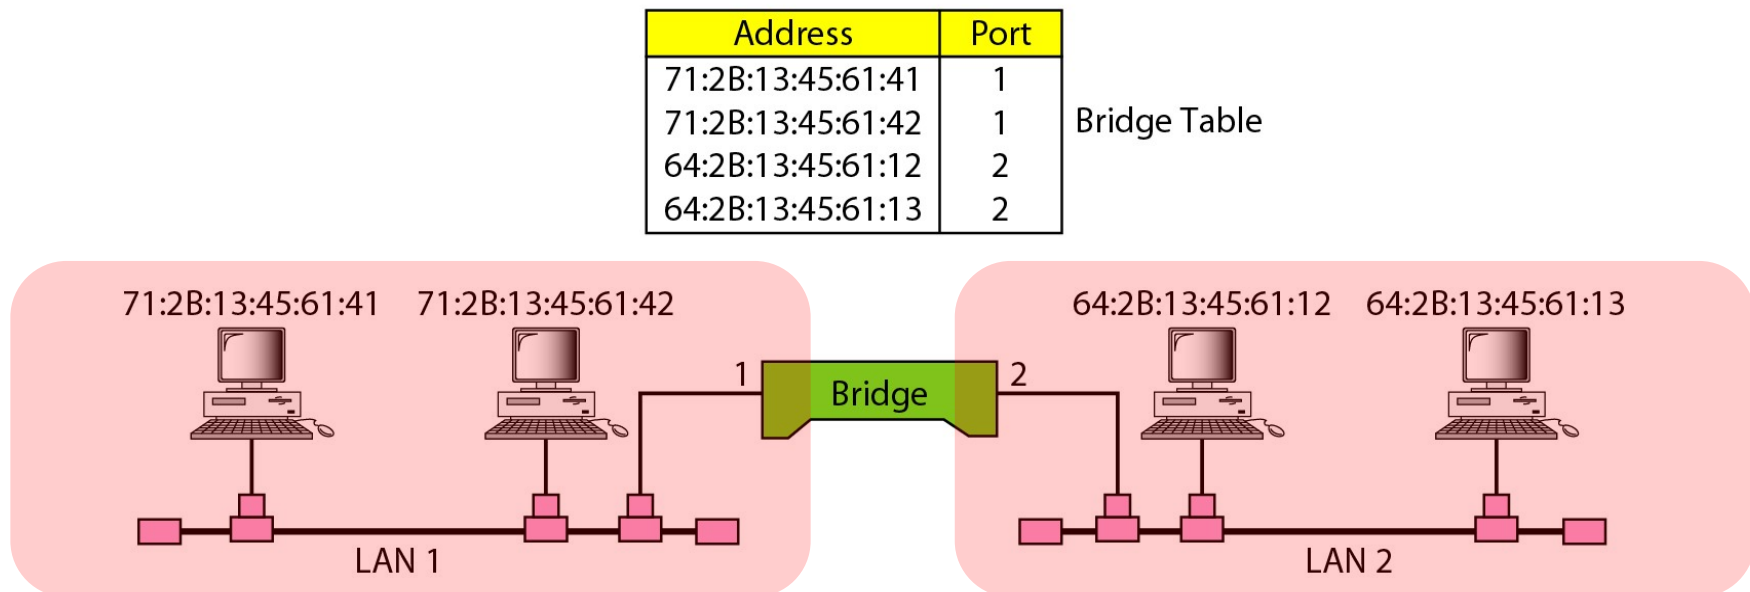 Address Port
71:2B:13:45:61:41 1
71:2B:13:45:61:42 1
64:2B:13:45:61:12 2
64:2B:13:45:61:13 2
Bridge Table
71:2B:13:45:61:41 71:2B:13:45:61:42 64:2B:13:45:61:12 64:2B:13:45:61:13
1 Bridge 2
LAN 1 LAN 2